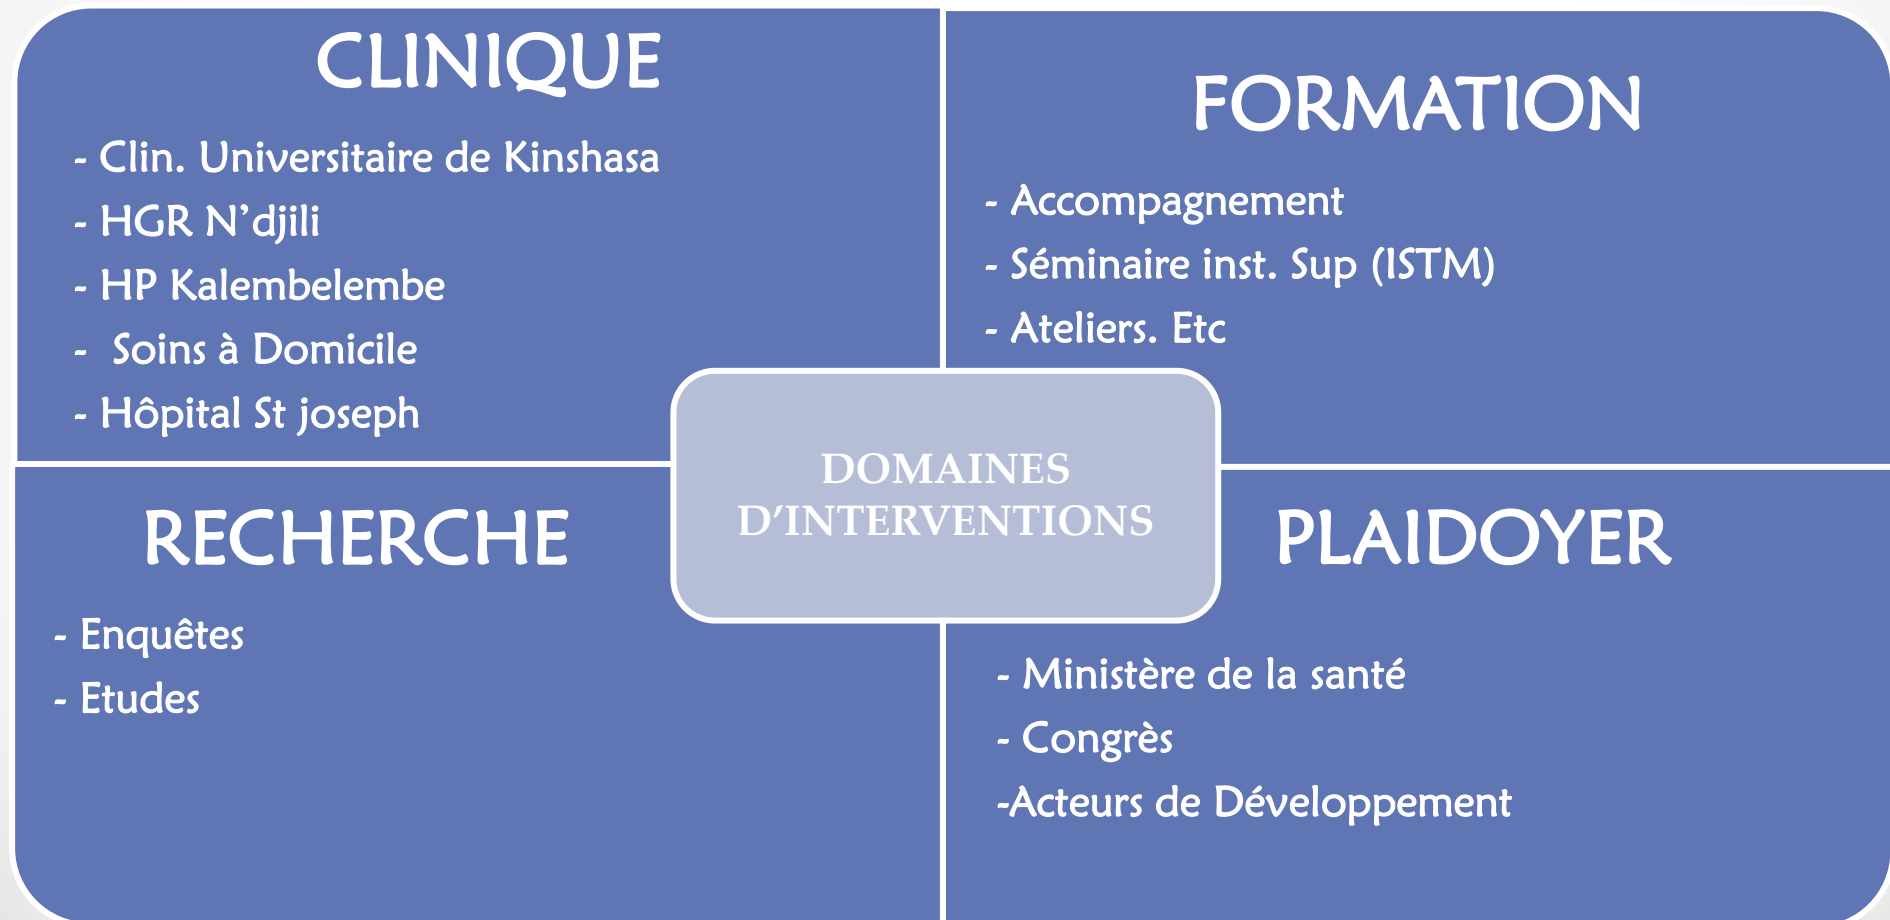 CLINIQUE
- Clin. Universitaire de Kinshasa
- HGR N’djili
- HP Kalembelembe
- Soins à Domicile
- Hôpital St joseph
FORMATION
- Accompagnement
- Séminaire inst. Sup (ISTM)
- Ateliers. Etc
DOMAINES
D’INTERVENTIONS
RECHERCHE
- Enquêtes
- Etudes
PLAIDOYER
- Ministère de la santé
- Congrès
-Acteurs de Développement